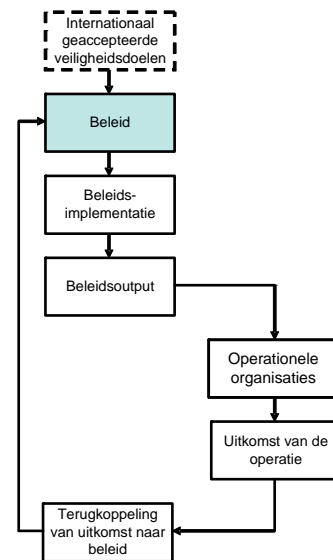 Internationaal
geaccepteerde
veiligheidsdoelen
Beleid
Beleids-
implementatie
Beleidsoutput
Operationele
organisaties
Uitkomst van de
operatie
Terugkoppeling
van uitkomst naar
beleid